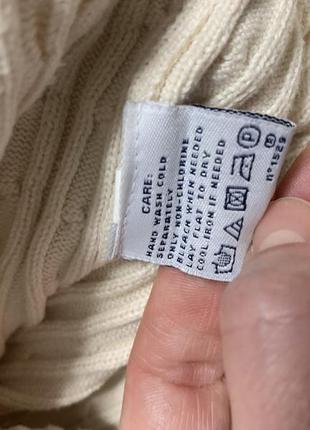 CARE:
HAND WASH COLD
SEPARATELY
ONLY NON-CHLORINE
BLEACH WHEN NEEDED
LAY FLAT TO DRY
COOL IRON IF NEEDED
P
n°1529